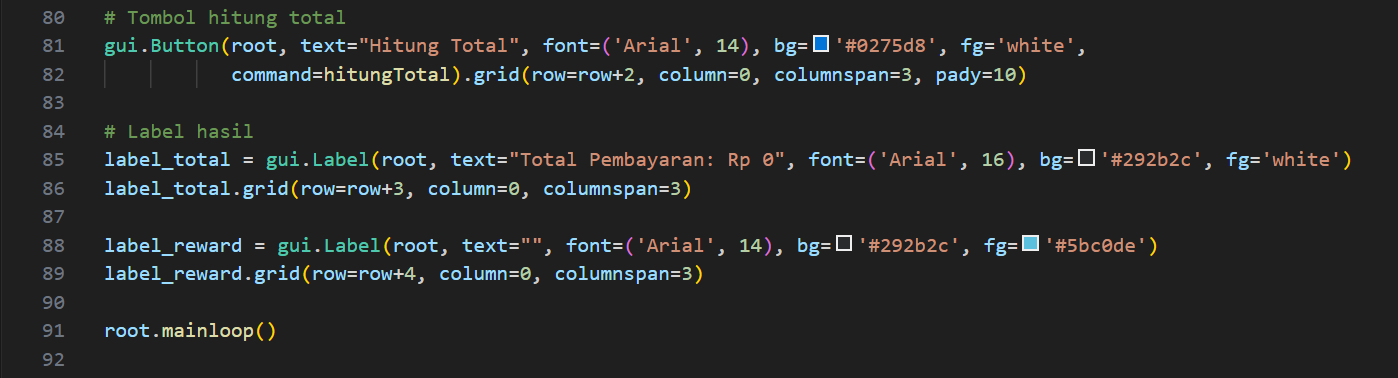 80 # Tombol hitung total
81 gui.Button(root, text="Hitung Total", font=('Arial', 14), bg='#0275d8', fg='white',
82 command=hitungTotal).grid(row=row+2, column=0, columnspan=3, pady=10)
83
84 # Label hasil
85 label_total = gui.Label(root, text="Total Pembayaran: Rp 0", font=('Arial', 16), bg='#292b2c', fg='white')
86 label_total.grid(row=row+3, column=0, columnspan=3)
87
88 label_reward = gui.Label(root, text="", font=('Arial', 14), bg='#292b2c', fg='#5bc0de')
89 label_reward.grid(row=row+4, column=0, columnspan=3)
90
91 root.mainloop()
92